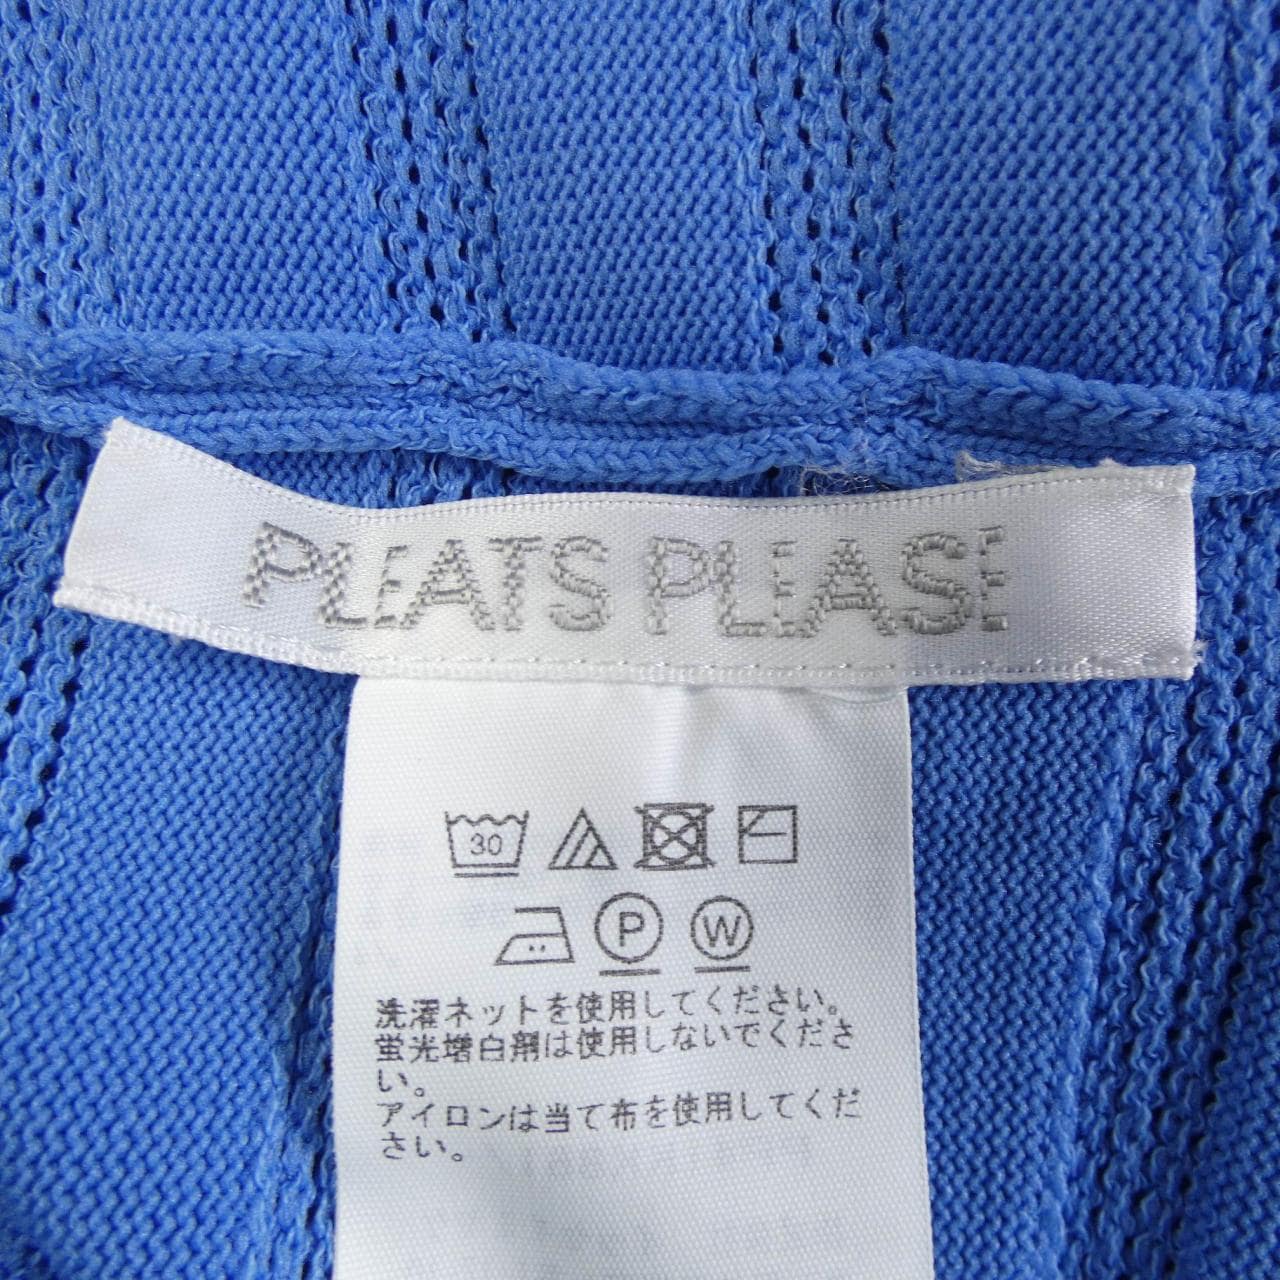 PLEATS PLEASE
30
P W
洗濯ネットを使用してください。
蛍光増白剤は使用しないでくださ
い。
アイロンは当て布を使用してくだ
さい。